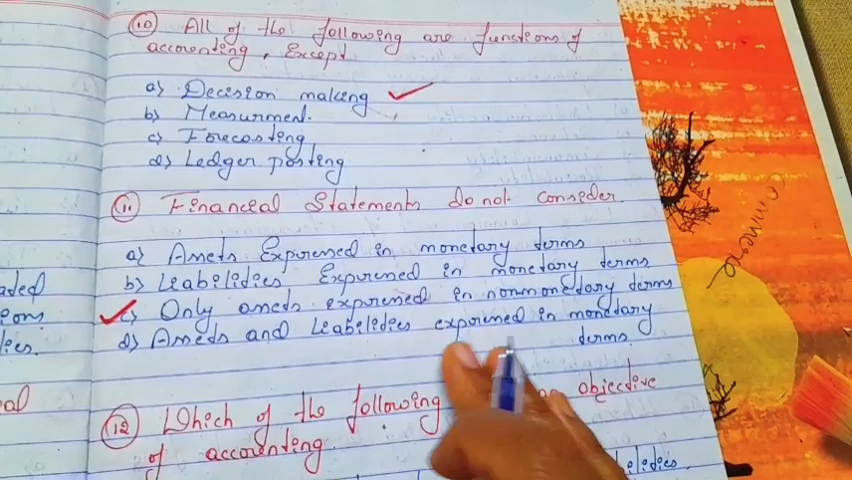 (10) All of the following are functions of
accounting, Except
a) Decision making
b) Measurment.
c) Forecasting
d) Ledger posting
(11) Financial Statements do not consider.
a) Assets Expressed in monetary terms
b) Liabilities Expressed in monetary terms
c) Only assets expressed in nonmonetary terms
d) Assets and Liabilities expressed in monetary
terms.
(12) Which of the following objective
of accounting